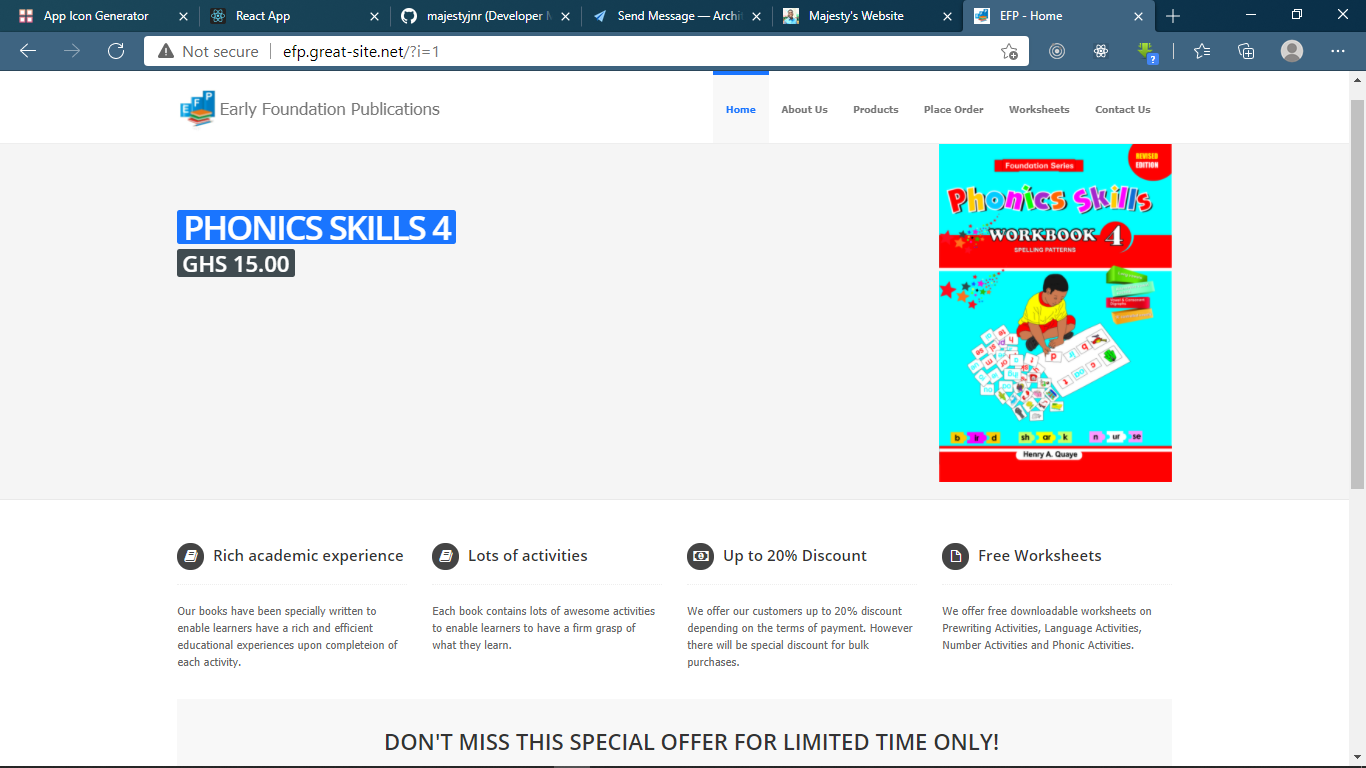 App Icon Generator
React App
majestyjnr (Developer M
Send Message — Archi
Majesty's Website
EFP - Home
Not secure
efp.great-site.net/?i=1
EFP
Early Foundation Publications
Home
About Us
Products
Place Order
Worksheets
Contact Us
PHONICS SKILLS 4
GHS 15.00
REVISED
EDITION
Foundation Series
Phonics Skills
WORKBOOK 4
SPELLING PATTERNS
b ir d
sh ar k
n ur se
Henry A. Quaye
Rich academic experience
Our books have been specially written to
enable learners have a rich and efficient
educational experiences upon completeion of
each activity.
Lots of activities
Each book contains lots of awesome activities
to enable learners to have a firm grasp of
what they learn.
Up to 20% Discount
We offer our customers up to 20% discount
depending on the terms of payment. However
there will be special discount for bulk
purchases.
Free Worksheets
We offer free downloadable worksheets on
Prewriting Activities, Language Activities,
Number Activities and Phonic Activities.
DON'T MISS THIS SPECIAL OFFER FOR LIMITED TIME ONLY!